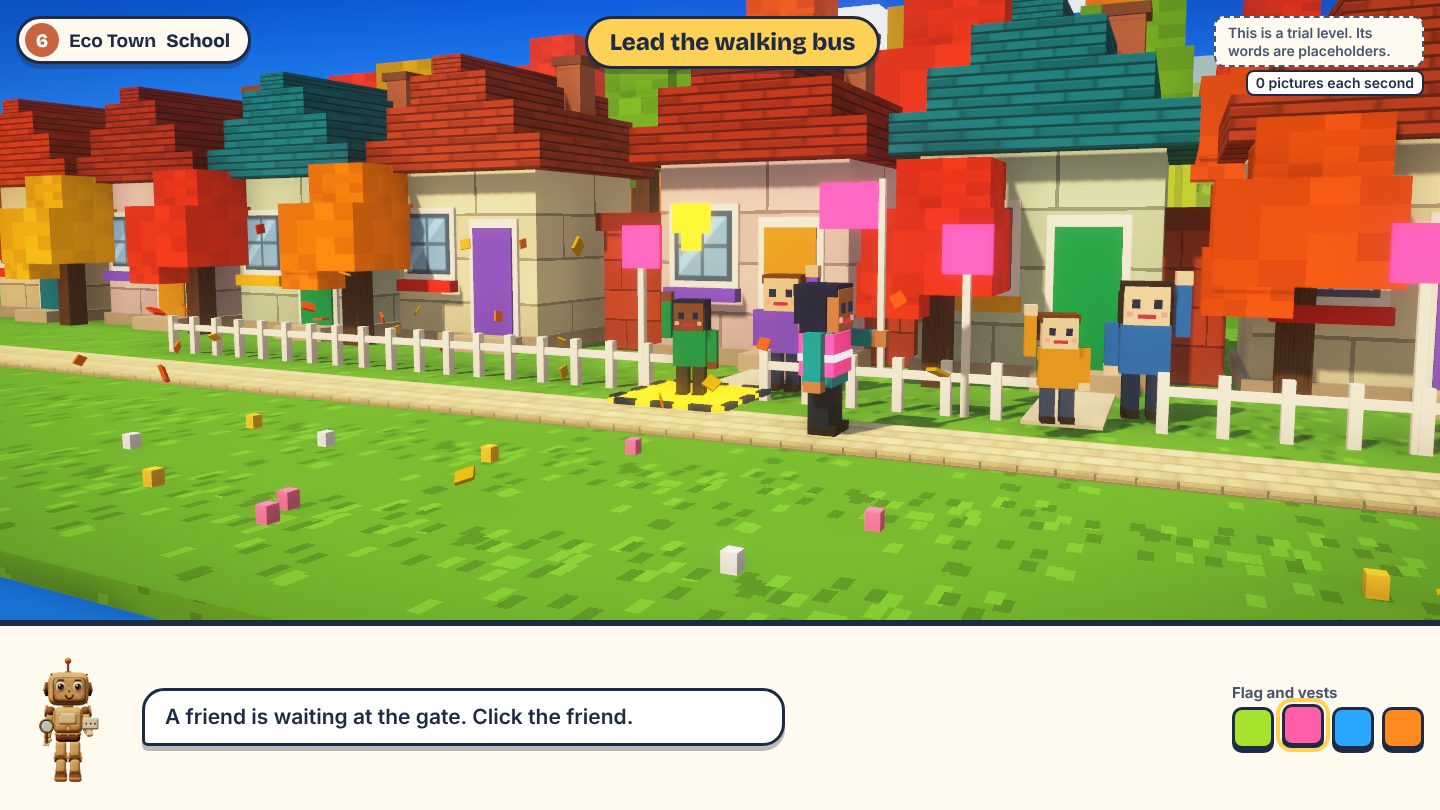 6 Eco Town School
Lead the walking bus
This is a trial level. Its
words are placeholders.
0 pictures each second
A friend is waiting at the gate. Click the friend.
Flag and vests